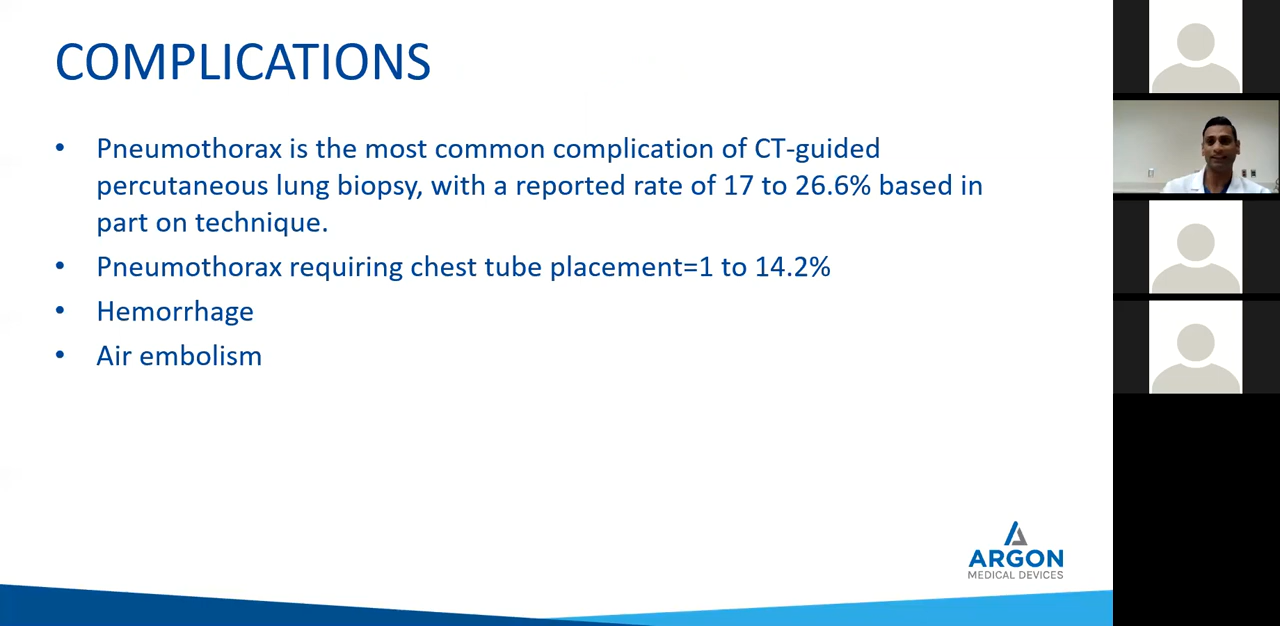 COMPLICATIONS
• Pneumothorax is the most common complication of CT-guided
percutaneous lung biopsy, with a reported rate of 17 to 26.6% based in
part on technique.
• Pneumothorax requiring chest tube placement=1 to 14.2%
• Hemorrhage
• Air embolism
ARGON
MEDICAL DEVICES